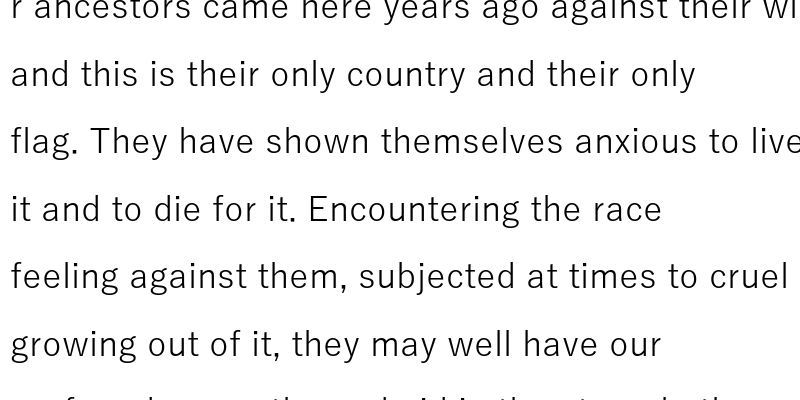 r ancestors came here years ago against their
and this is their only country and their only
flag. They have shown themselves anxious to live
it and to die for it. Encountering the race
feeling against them, subjected at times to cruel
growing out of it, they may well have our